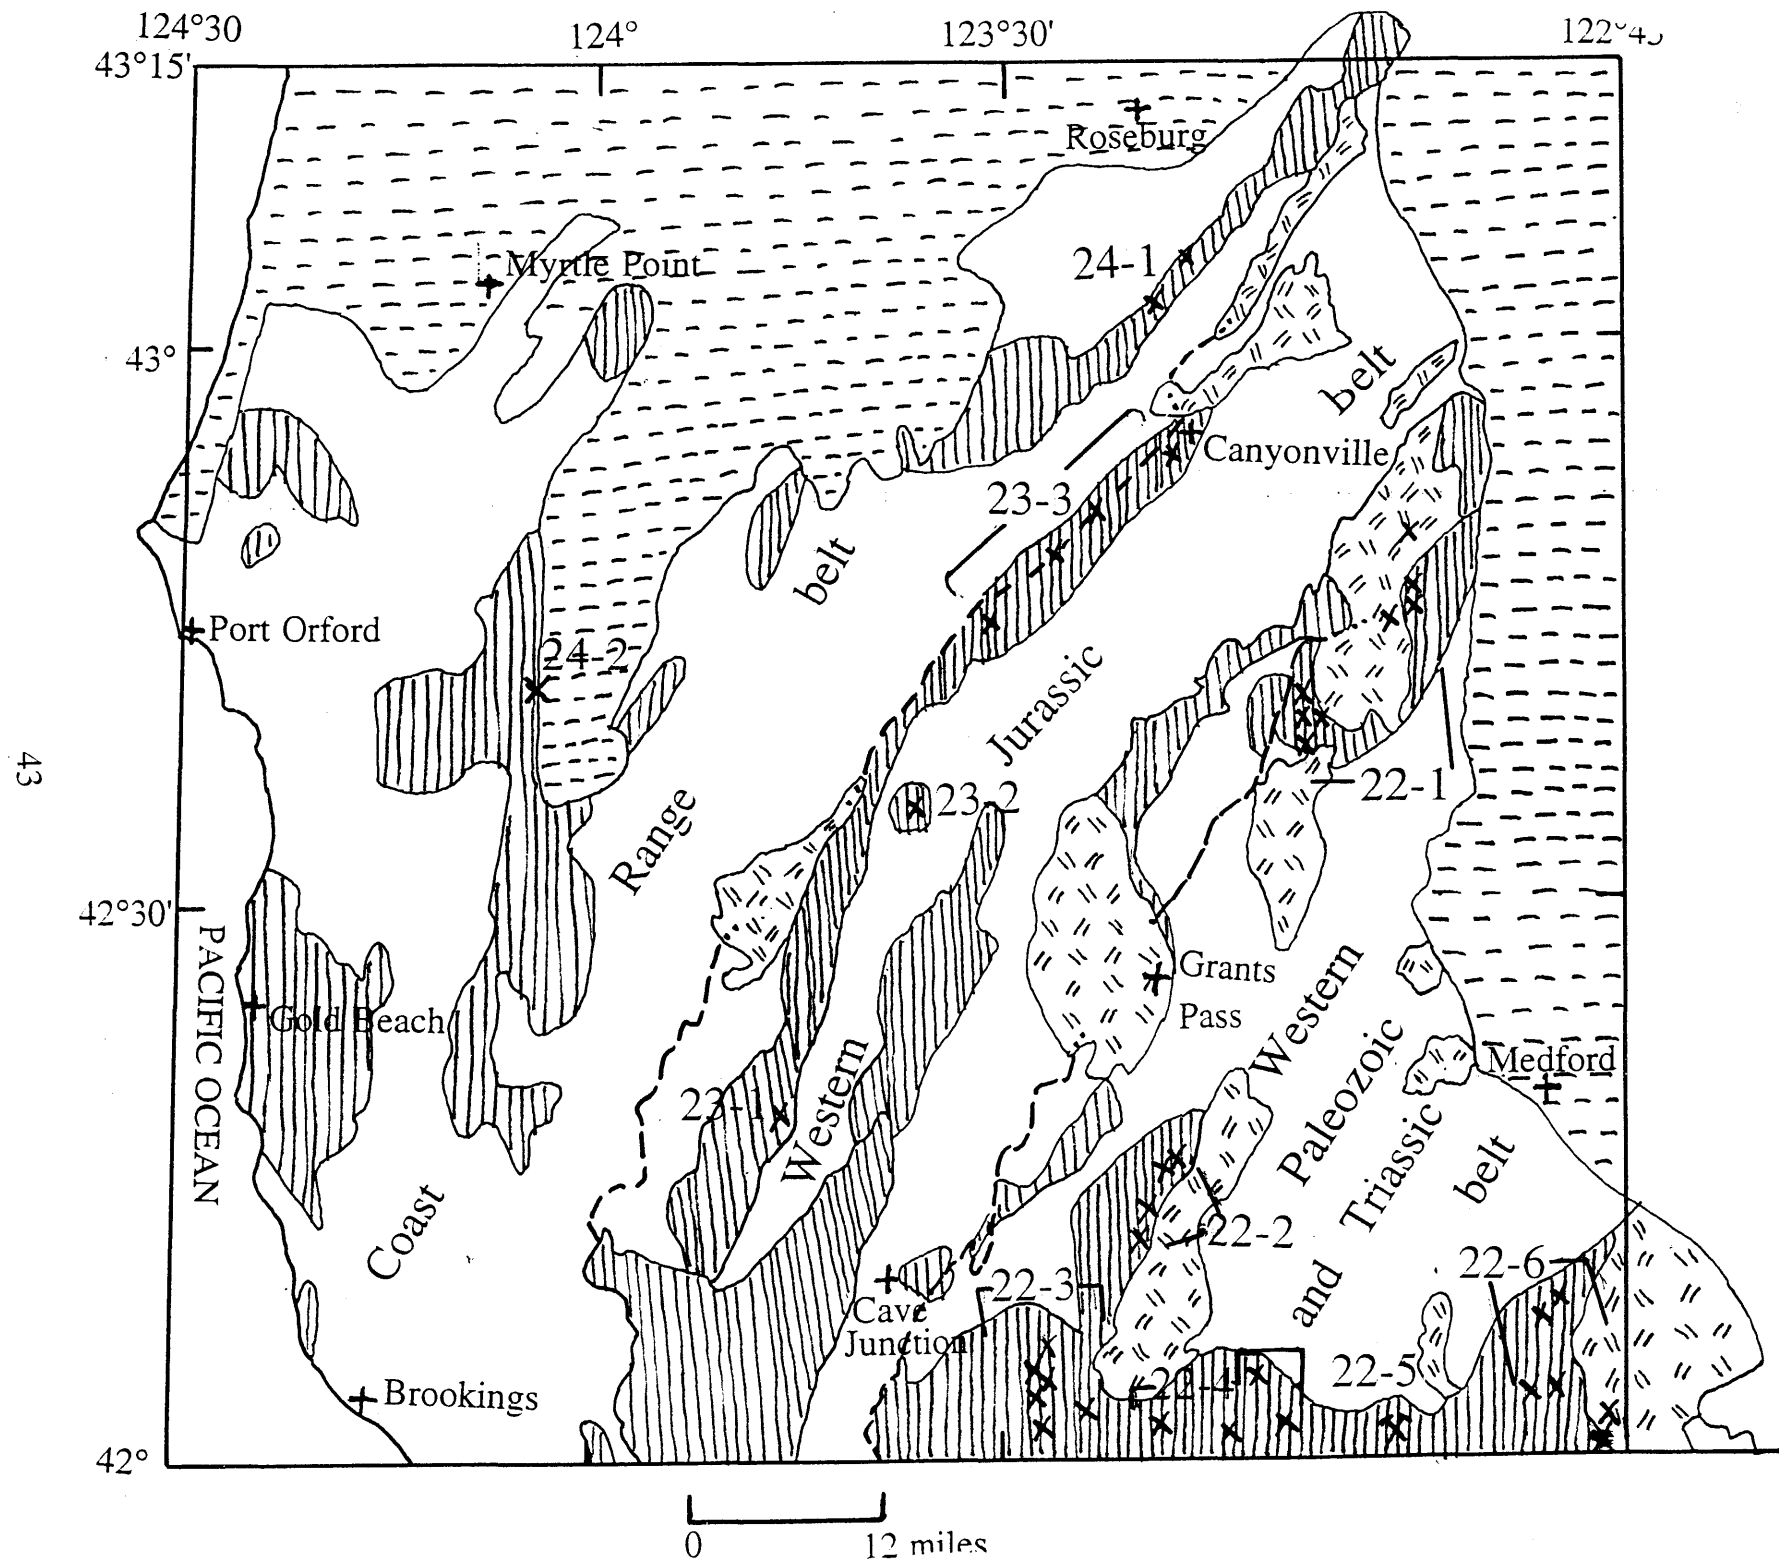 124°30
124°
123°30'
122°45
43°15'
Roseburg
24-1
Myrtle Point
43°
belt
Canyonville
23-3
belt
Port Orford
24-2
Jurassic
43
22-1
23-2
Range
42°30'
PACIFIC OCEAN
Grants
Pass
Gold Beach
Western
Medford
Paleozoic
23-1
Western
Triassic
belt
Coast
22-2
22-6
and
22-3
Cave
Junction
22-4
22-5
Brookings
42°
0
12 miles